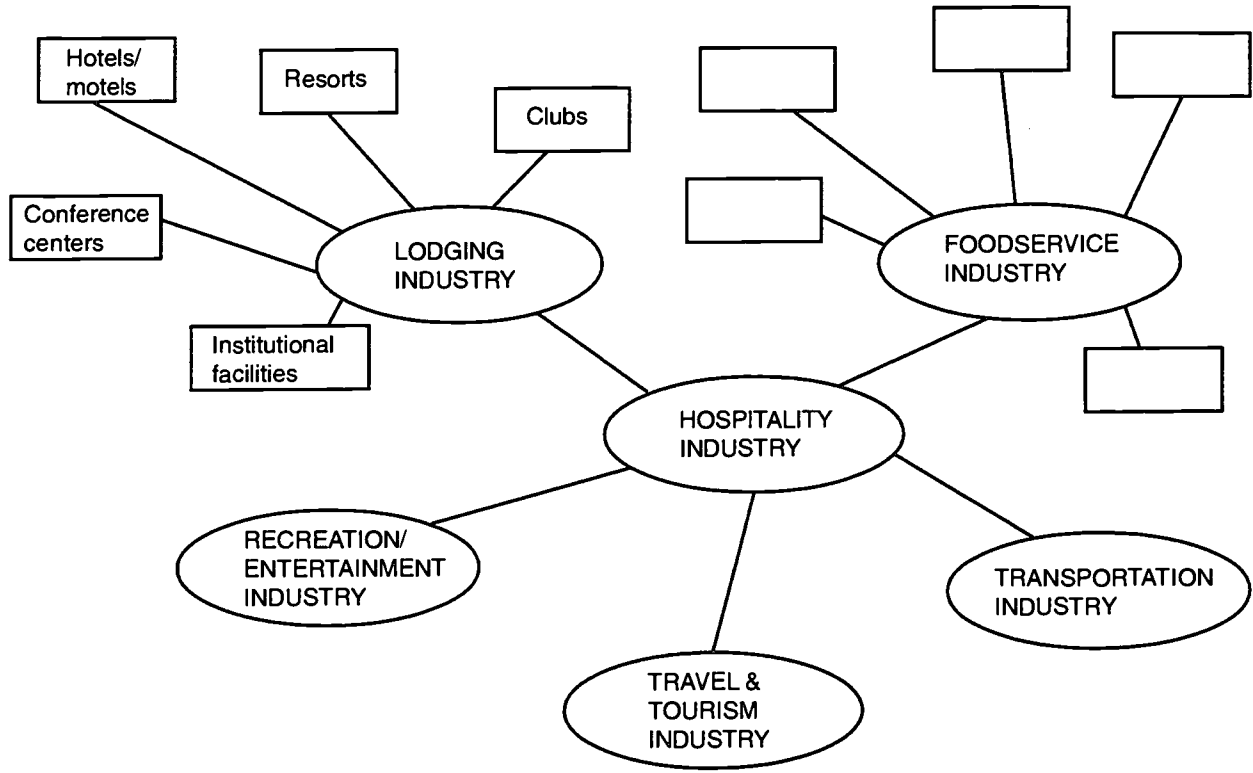 Hotels/
motels
Resorts
Clubs
Conference
centers
LODGING
INDUSTRY
FOODSERVICE
INDUSTRY
Institutional
facilities
HOSPITALITY
INDUSTRY
RECREATION/
ENTERTAINMENT
INDUSTRY
TRANSPORTATION
INDUSTRY
TRAVEL &
TOURISM
INDUSTRY